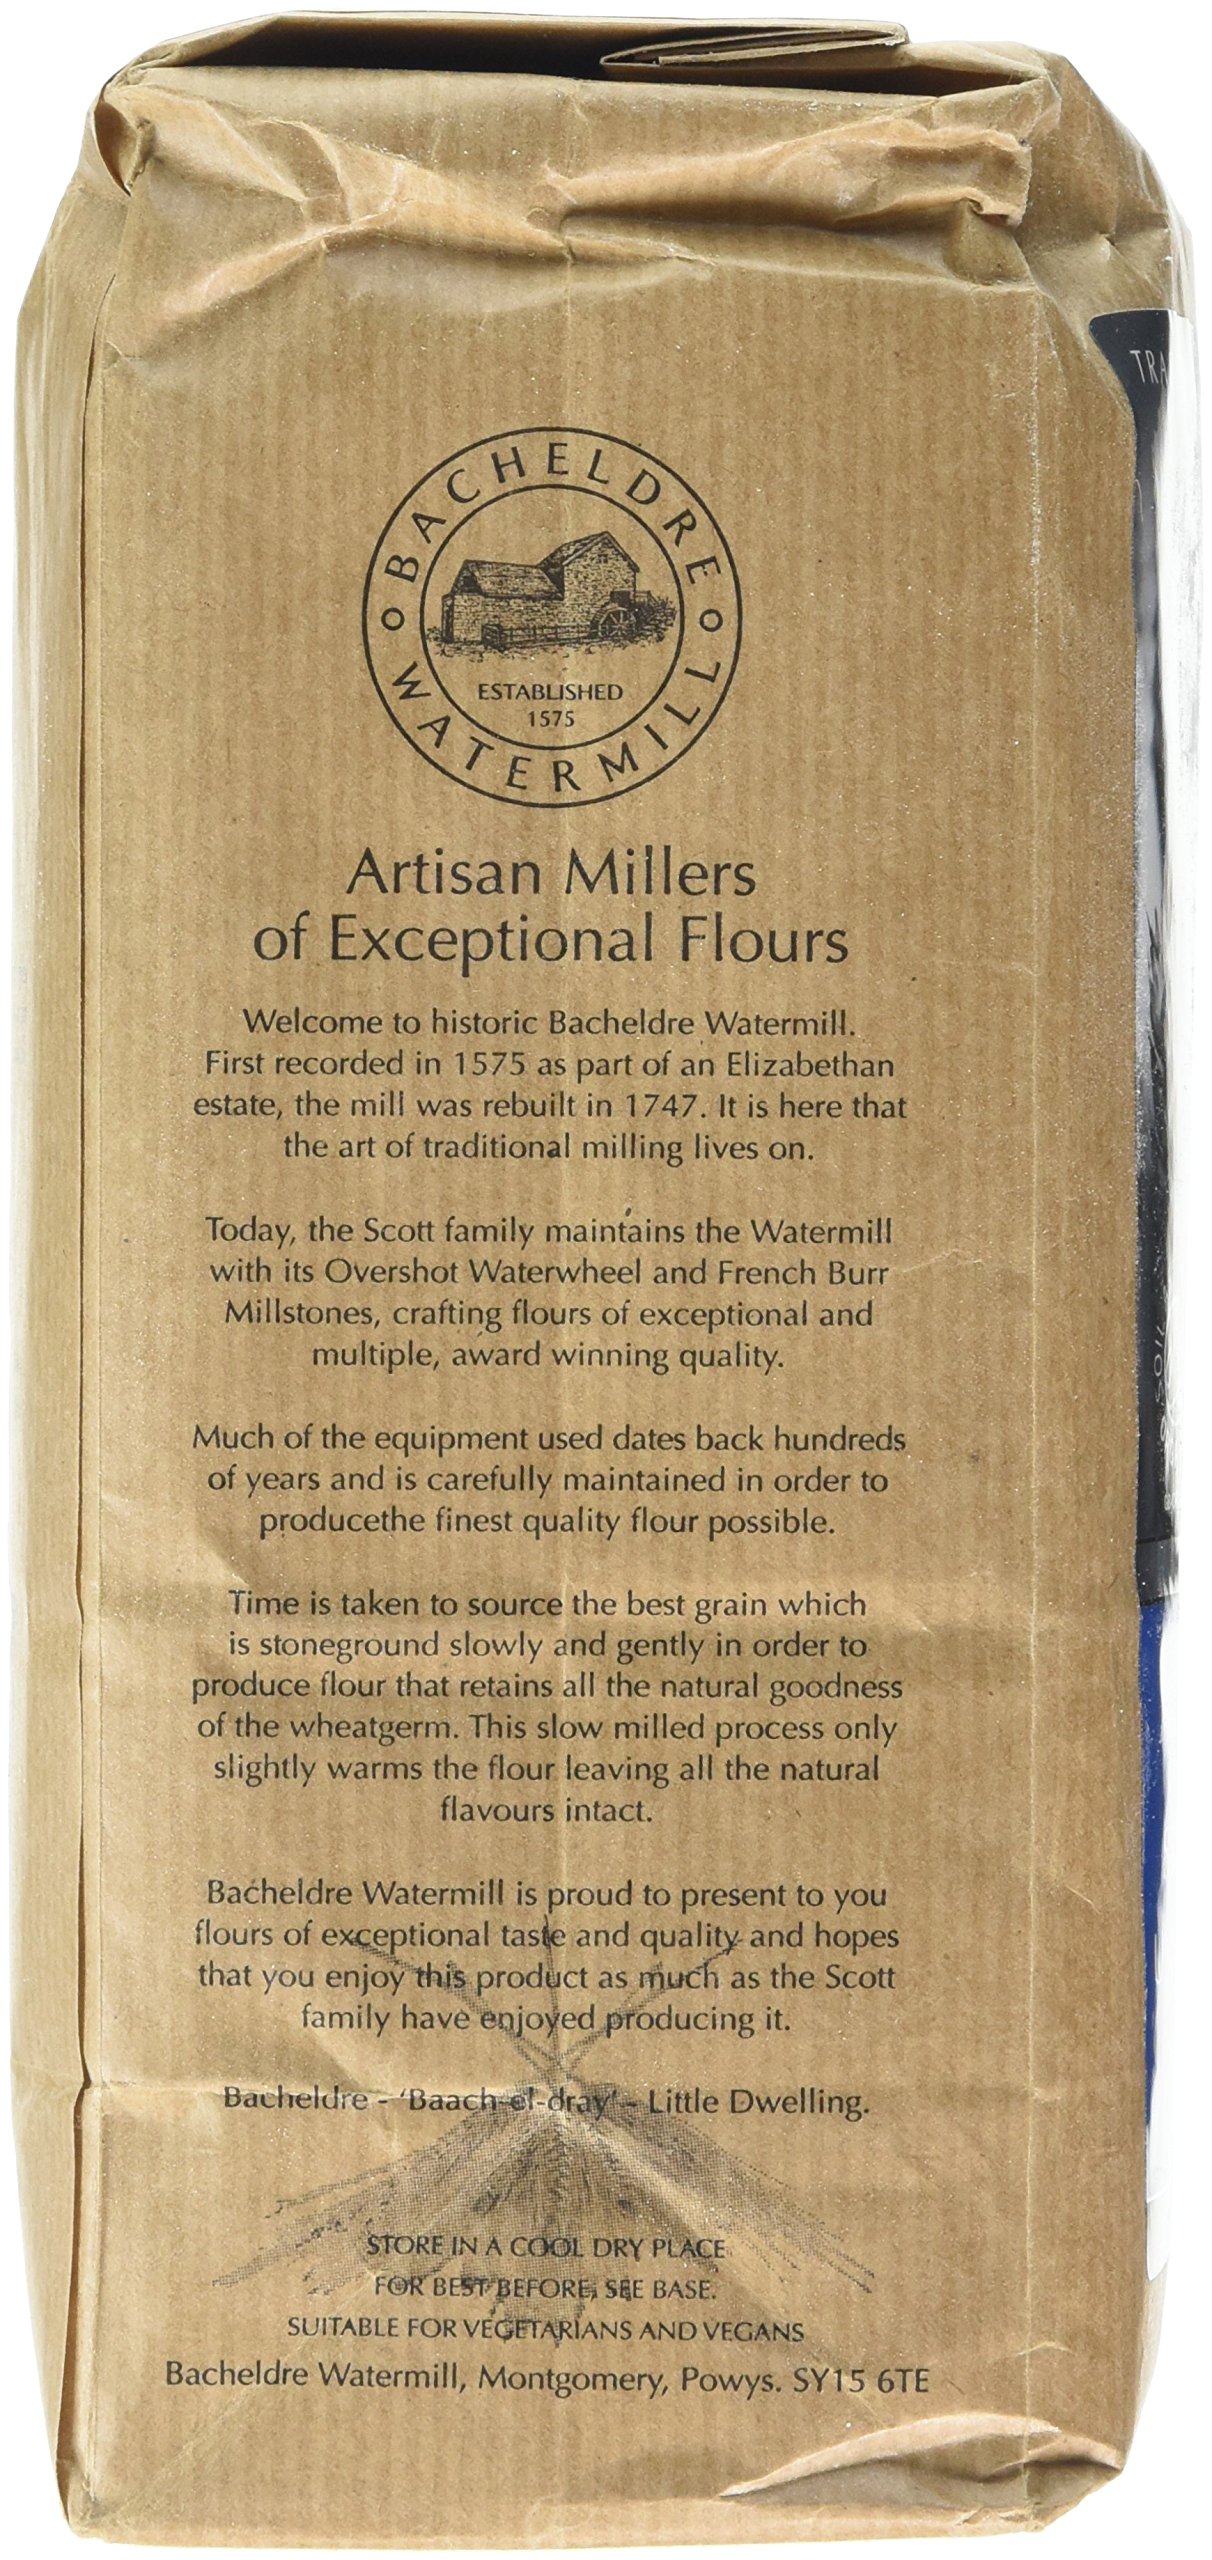 BACHELDRE
WATERMILL
ESTABLISHED
1575
Artisan Millers
of Exceptional Flours
Welcome to historic Bacheldre Watermill.
First recorded in 1575 as part of an Elizabethan
estate, the mill was rebuilt in 1747. It is here that
the art of traditional milling lives on.
Today, the Scott family maintains the Watermill
with its Overshot Waterwheel and French Burr
Millstones, crafting flours of exceptional and
multiple, award winning quality.
Much of the equipment used dates back hundreds
of years and is carefully maintained in order to
producethe finest quality flour possible.
Time is taken to source the best grain which
is stoneground slowly and gently in order to
produce flour that retains all the natural goodness
of the wheatgerm. This slow milled process only
slightly warms the flour leaving all the natural
flavours intact.
Bacheldre Watermill is proud to present to you
flours of exceptional taste and quality and hopes
that you enjoy this product as much as the Scott
family have enjoyed producing it.
Bacheldre - 'Baach-el-dray' - Little Dwelling.
STORE IN A COOL DRY PLACE
FOR BEST BEFORE, SEE BASE.
SUITABLE FOR VEGETARIANS AND VEGANS
Bacheldre Watermill, Montgomery, Powys. SY15 6TE
TRA